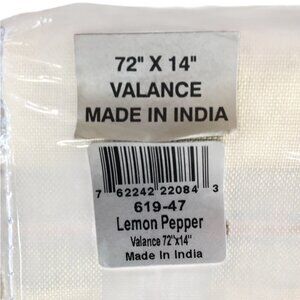 72" X 14"
VALANCE
MADE IN INDIA
7 62242 22084 3
619-47
Lemon Pepper
Valance 72"x14"
Made In India